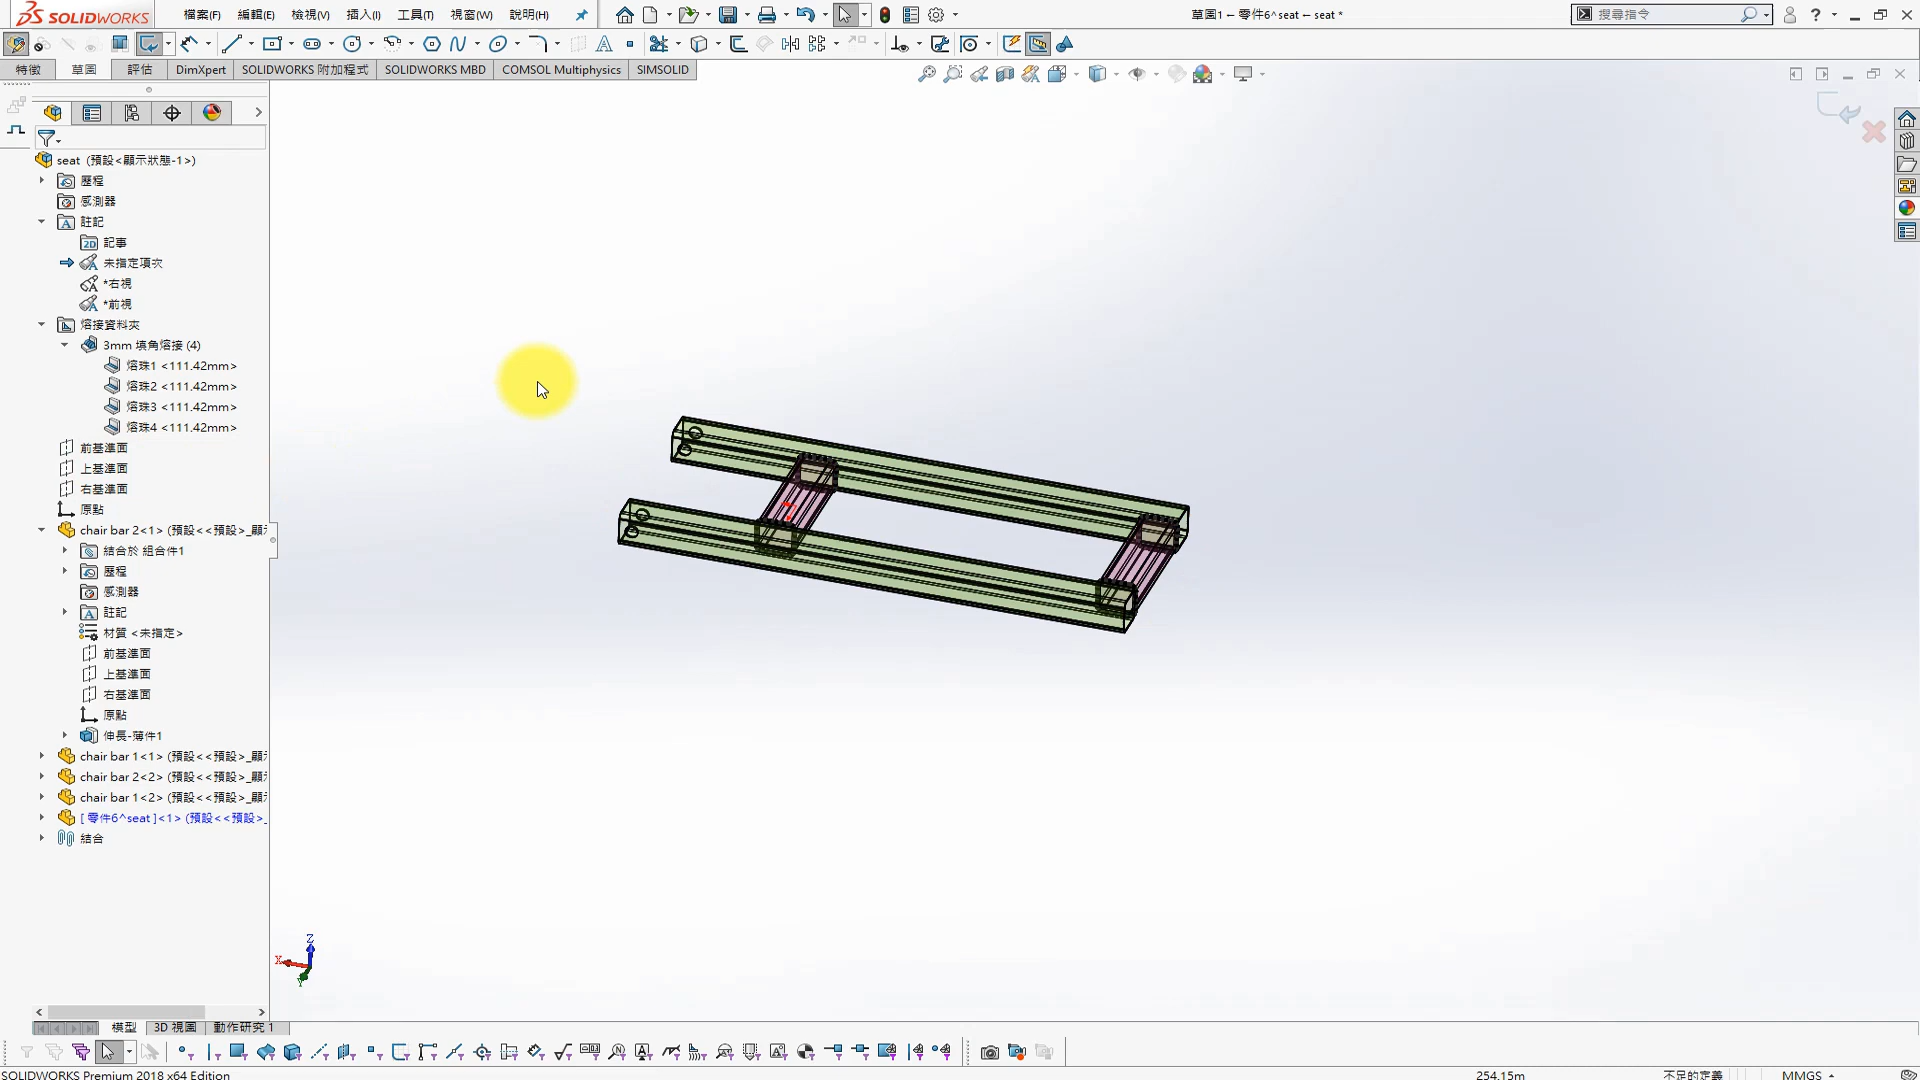 SOLIDWORKS 檔案(F) 編輯(E) 檢視(V) 插入(I) 工具(T) 視窗(W) 說明(H) 草圖1 ← 零件6^seat ← seat * 搜尋指令 ?
特徵 草圖 評估 DimXpert SOLIDWORKS 附加程式 SOLIDWORKS MBD COMSOL Multiphysics SIMSOLID
seat (預設<顯示狀態-1>)
歷程
感測器
註記
記事
未指定項次
*右視
*前視
熔接資料夾
3mm 填角熔接 (4)
熔珠1 <111.42mm>
熔珠2 <111.42mm>
熔珠3 <111.42mm>
熔珠4 <111.42mm>
前基準面
上基準面
右基準面
原點
chair bar 2<1> (預設<<預設>_顯
結合於 組合件1
歷程
感測器
註記
材質 <未指定>
前基準面
上基準面
右基準面
原點
伸長-薄件1
chair bar 1<1> (預設<<預設>_顯
chair bar 2<2> (預設<<預設>_顯
chair bar 1<2> (預設<<預設>_顯
[ 零件6^seat ]<1> (預設<<預設>_
結合
Z
X
Y
模型 3D 視圖 動作研究 1
SOLIDWORKS Premium 2018 x64 Edition 254.15m 不足的定義 MMGS